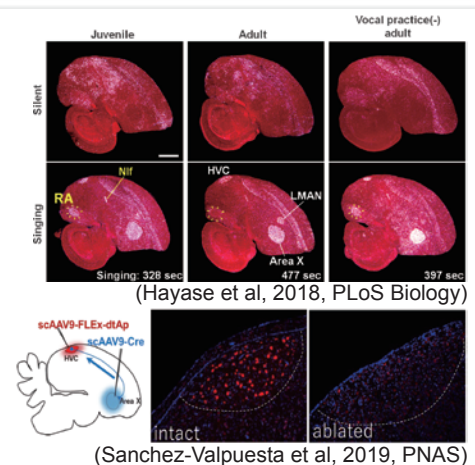 Juvenile
Adult
Vocal practice(-)
adult
Silent
Singing
RA
NIf
Singing: 328 sec
HVC
LMAN
Area X
477 sec
397 sec
(Hayase et al, 2018, PLoS Biology)
scAAV9-FLEx-dtAp
scAAV9-Cre
HVC
Area X
intact
ablated
(Sanchez-Valpuesta et al, 2019, PNAS)